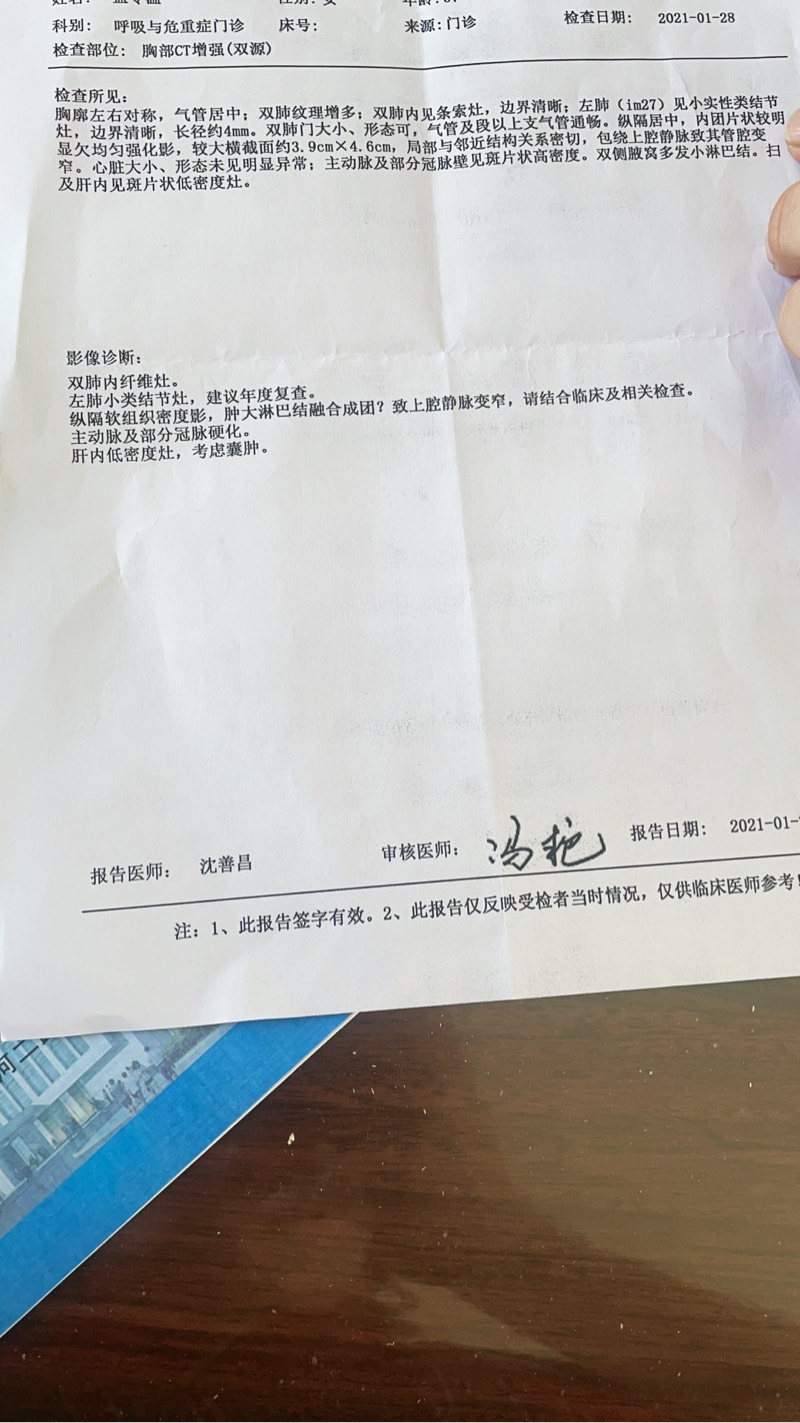 科别: 呼吸与危重症门诊 床号: 来源:门诊 检查日期: 2021-01-28
检查部位: 胸部CT增强(双源)
检查所见:
胸廓左右对称，气管居中；双肺纹理增多；双肺内见条索灶，边界清晰；左肺（im27）见小实性类结节
灶，边界清晰，长径约4mm。双肺门大小、形态可，气管及段以上支气管通畅。纵隔居中，内团片状较明
显欠均匀强化影，较大横截面约3.9cm×4.6cm，局部与邻近结构关系密切，包绕上腔静脉致其管腔变
窄。心脏大小、形态未见明显异常；主动脉及部分冠脉壁见斑片状高密度。双侧腋窝多发小淋巴结。扫
及肝内见斑片状低密度灶。
影像诊断:
双肺内纤维灶。
左肺小类结节灶，建议年度复查。
纵隔软组织密度影，肿大淋巴结融合成团？致上腔静脉变窄，请结合临床及相关检查。
主动脉及部分冠脉硬化。
肝内低密度灶，考虑囊肿。
报告医师: 沈善昌 审核医师: 报告日期: 2021-01-
注: 1、此报告签字有效。2、此报告仅反映受检者当时情况，仅供临床医师参考!